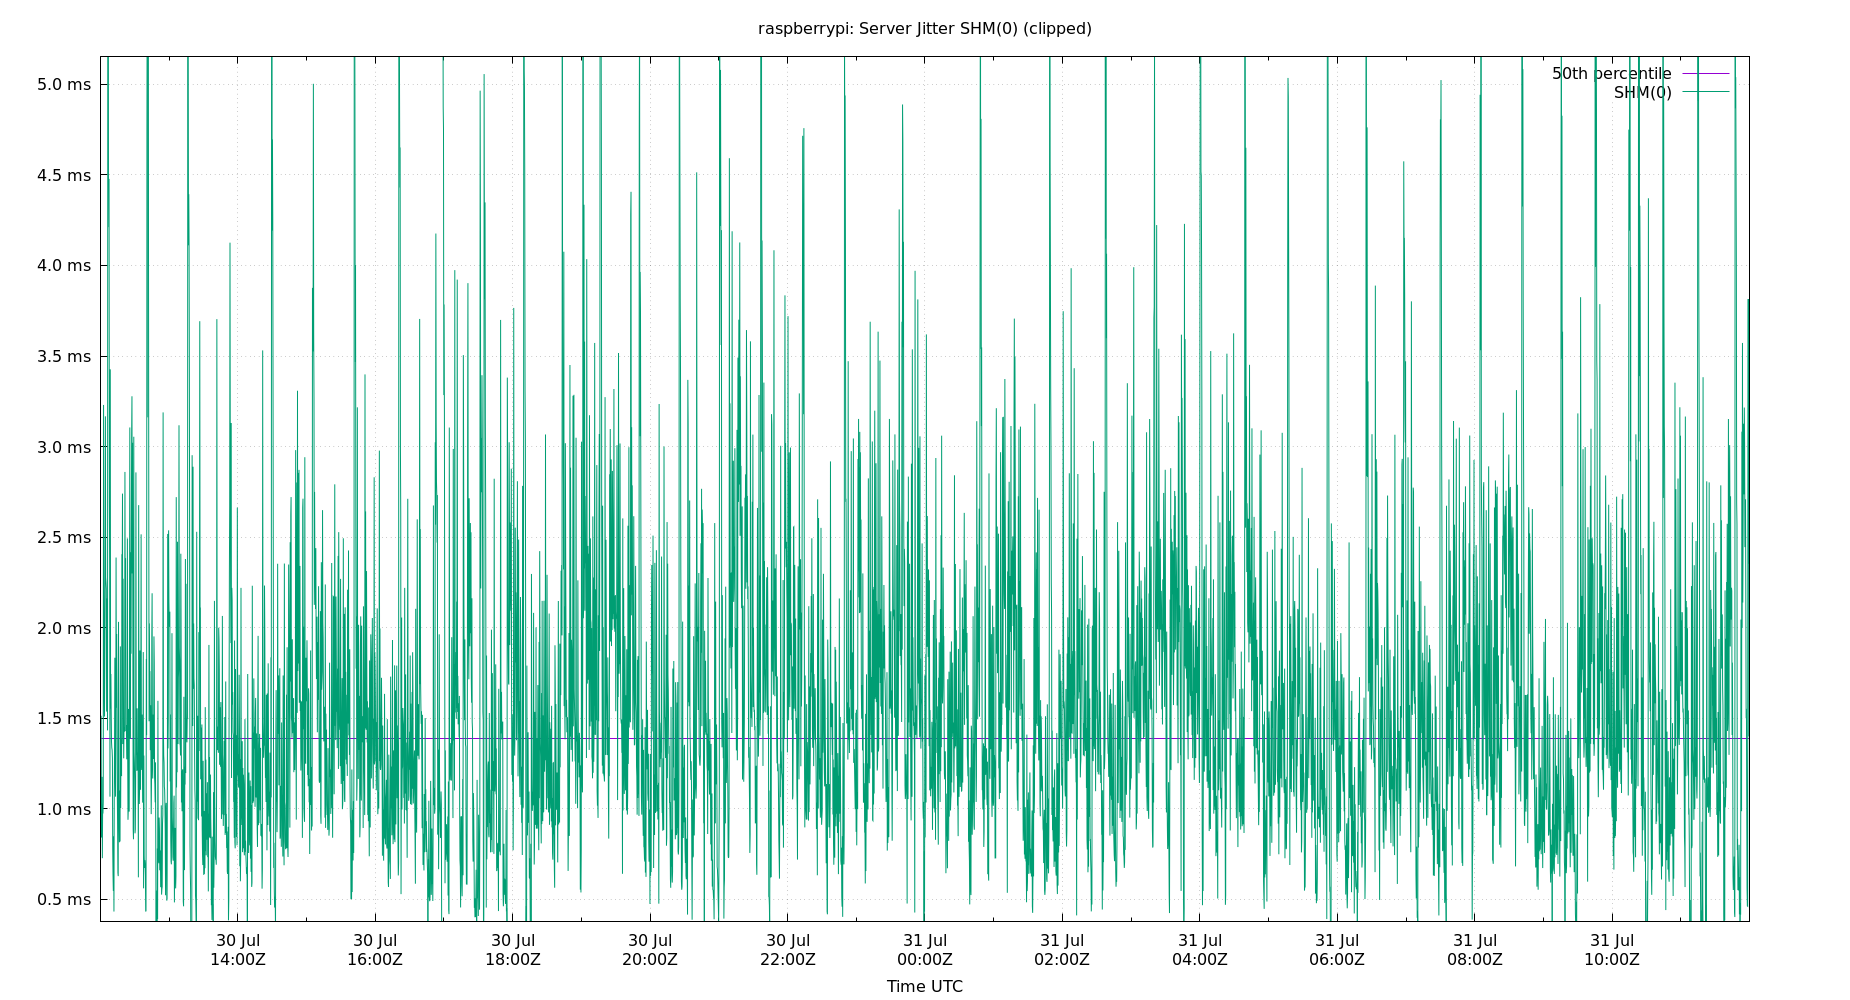 raspberrypi: Server Jitter SHM(0) (clipped)
50th percentile
SHM(0)
5.0 ms
4.5 ms
4.0 ms
3.5 ms
3.0 ms
2.5 ms
2.0 ms
1.5 ms
1.0 ms
0.5 ms
30 Jul 30 Jul 30 Jul 30 Jul 30 Jul 31 Jul 31 Jul 31 Jul 31 Jul 31 Jul 31 Jul
14:00Z 16:00Z 18:00Z 20:00Z 22:00Z 00:00Z 02:00Z 04:00Z 06:00Z 08:00Z 10:00Z
Time UTC